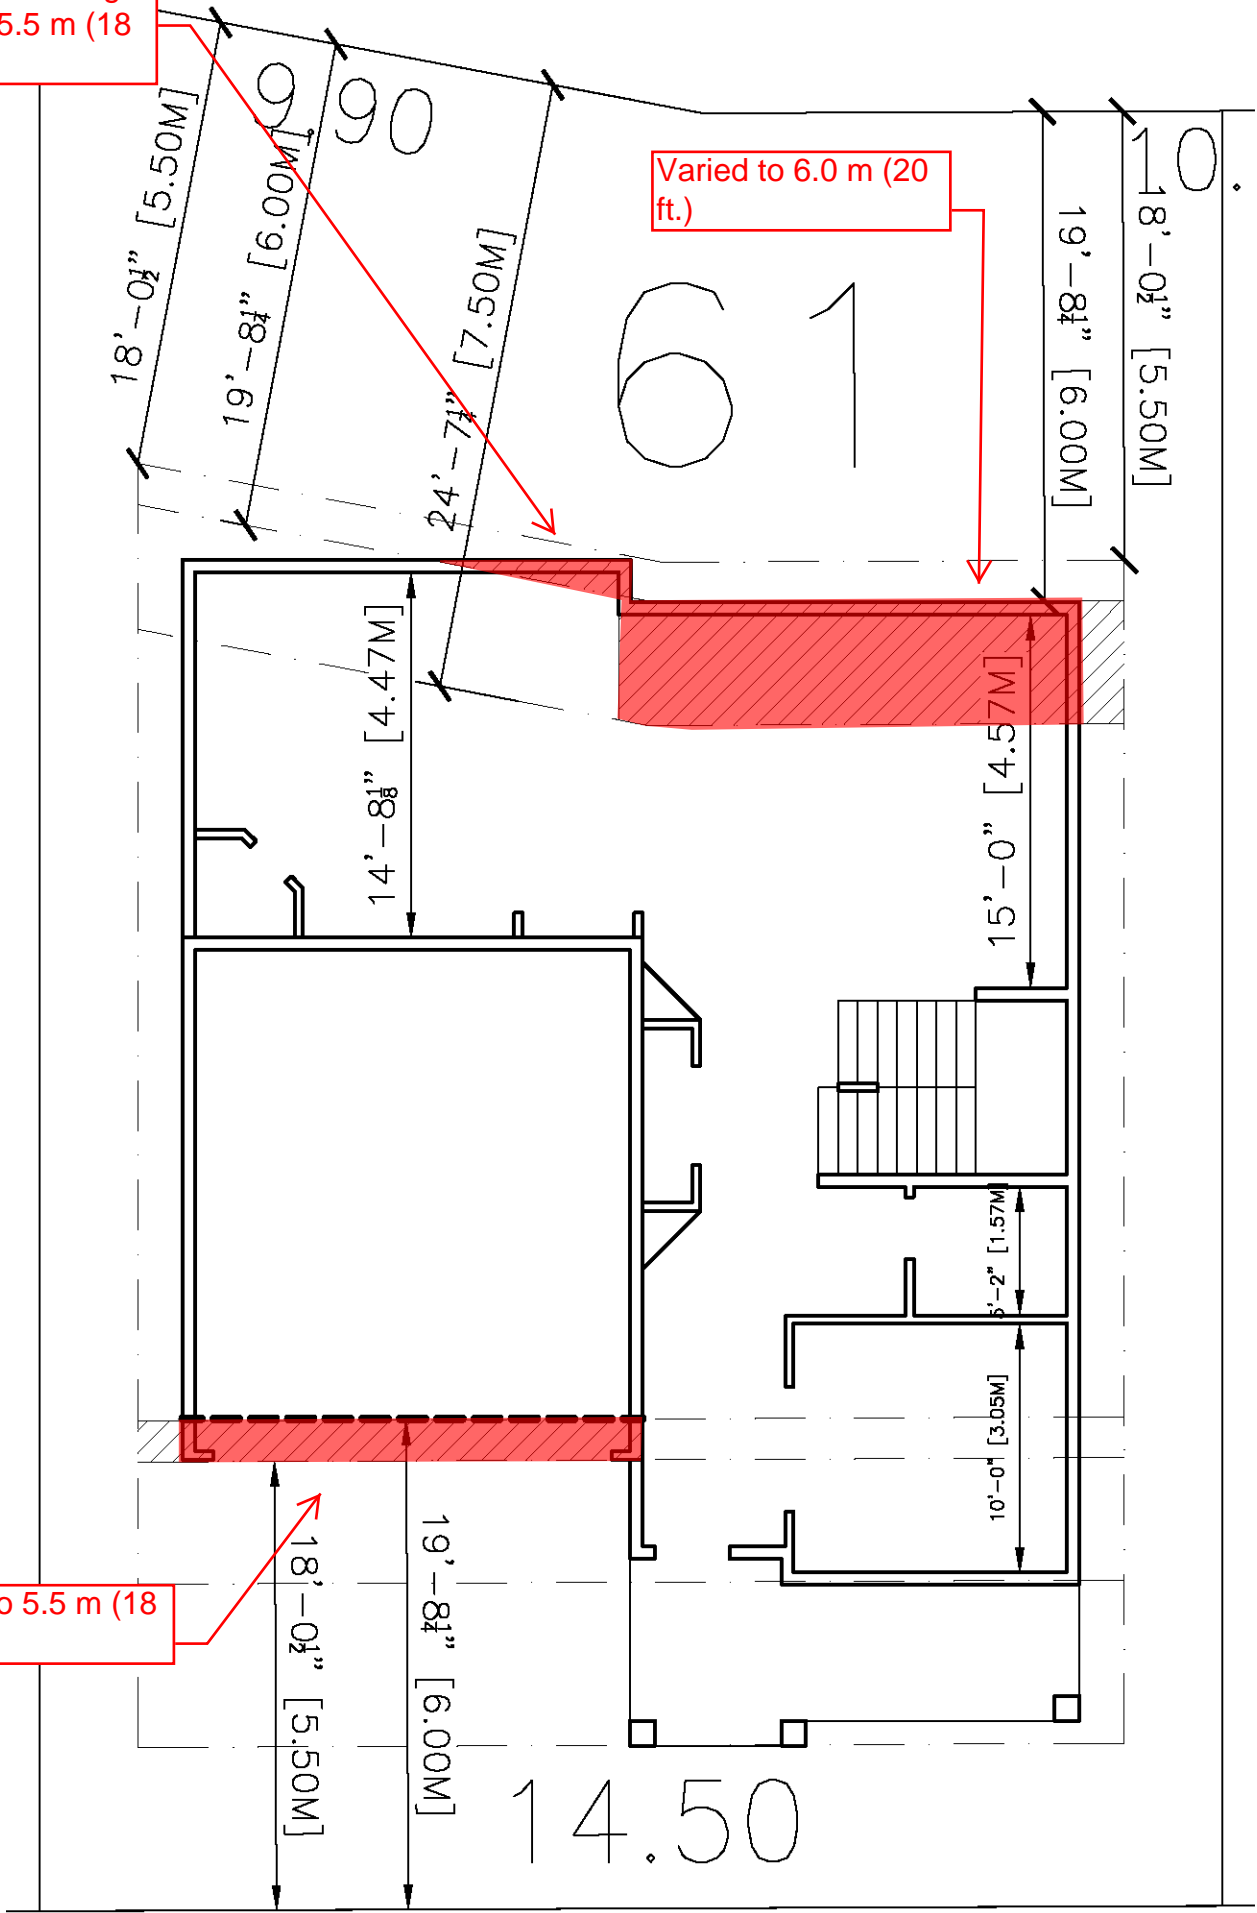 5.5 m (18
9.90
10.
18'-0½" [5.50M]
19'-8¼" [6.00M]
24'-7¼" [7.50M]
Varied to 6.0 m (20
ft.)
61
19'-8¼" [6.00M]
18'-0½" [5.50M]
14'-8⅛" [4.47M]
15'-0" [4.57M]
5'-2" [1.57M]
10'-0" [3.05M]
o 5.5 m (18
18'-0½" [5.50M]
19'-8¼" [6.00M]
14.50